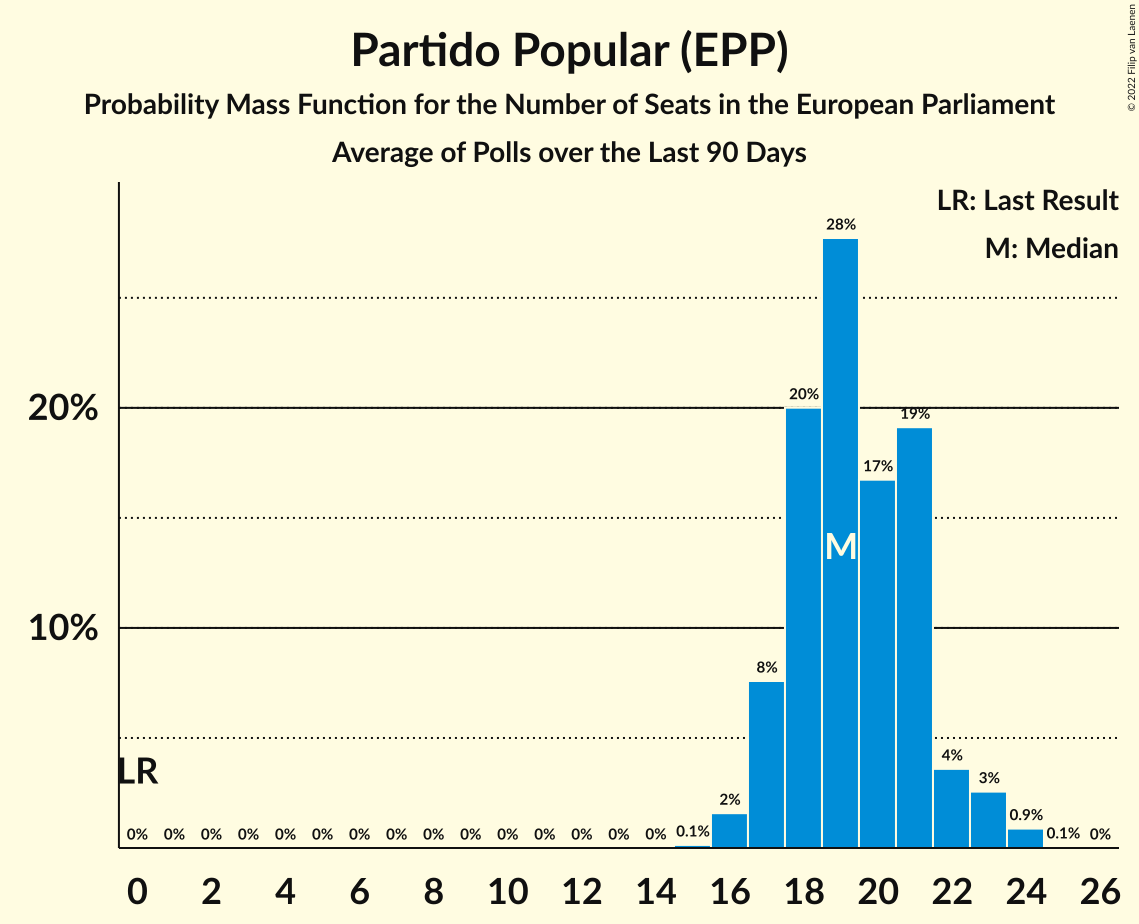 Partido Popular (EPP)
Probability Mass Function for the Number of Seats in the European Parliament
Average of Polls over the Last 90 Days
© 2022 Filip van Laenen
LR: Last Result
M: Median
28%
20%
20%
19%
17%
M
10%
8%
LR
4%
3%
2%
0% 0% 0% 0% 0% 0% 0% 0% 0% 0% 0% 0% 0% 0% 0% 0.1% 0.9% 0.1% 0%
0 2 4 6 8 10 12 14 16 18 20 22 24 26